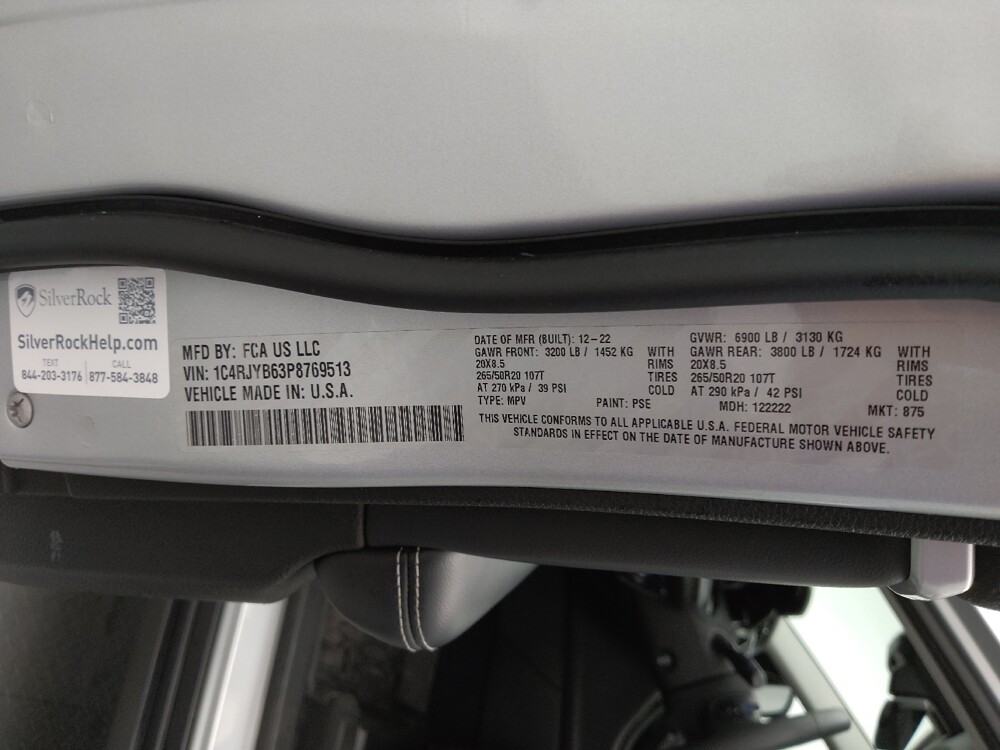 SilverRock
SilverRockHelp.com
TEXT CALL
844-203-3176 877-584-3848
MFD BY: FCA US LLC
VIN: 1C4RJYB63P8769513
VEHICLE MADE IN: U.S.A.
DATE OF MFR (BUILT): 12-22 GVWR: 6900 LB / 3130 KG
GAWR FRONT: 3200 LB / 1452 KG WITH GAWR REAR: 3800 LB / 1724 KG WITH
20X8.5 RIMS 20X8.5 RIMS
265/50R20 107T TIRES 265/50R20 107T TIRES
AT 270 kPa / 39 PSI COLD AT 290 kPa / 42 PSI COLD
TYPE: MPV PAINT: PSE MDH: 122222 MKT: 875
THIS VEHICLE CONFORMS TO ALL APPLICABLE U.S.A. FEDERAL MOTOR VEHICLE SAFETY
STANDARDS IN EFFECT ON THE DATE OF MANUFACTURE SHOWN ABOVE.